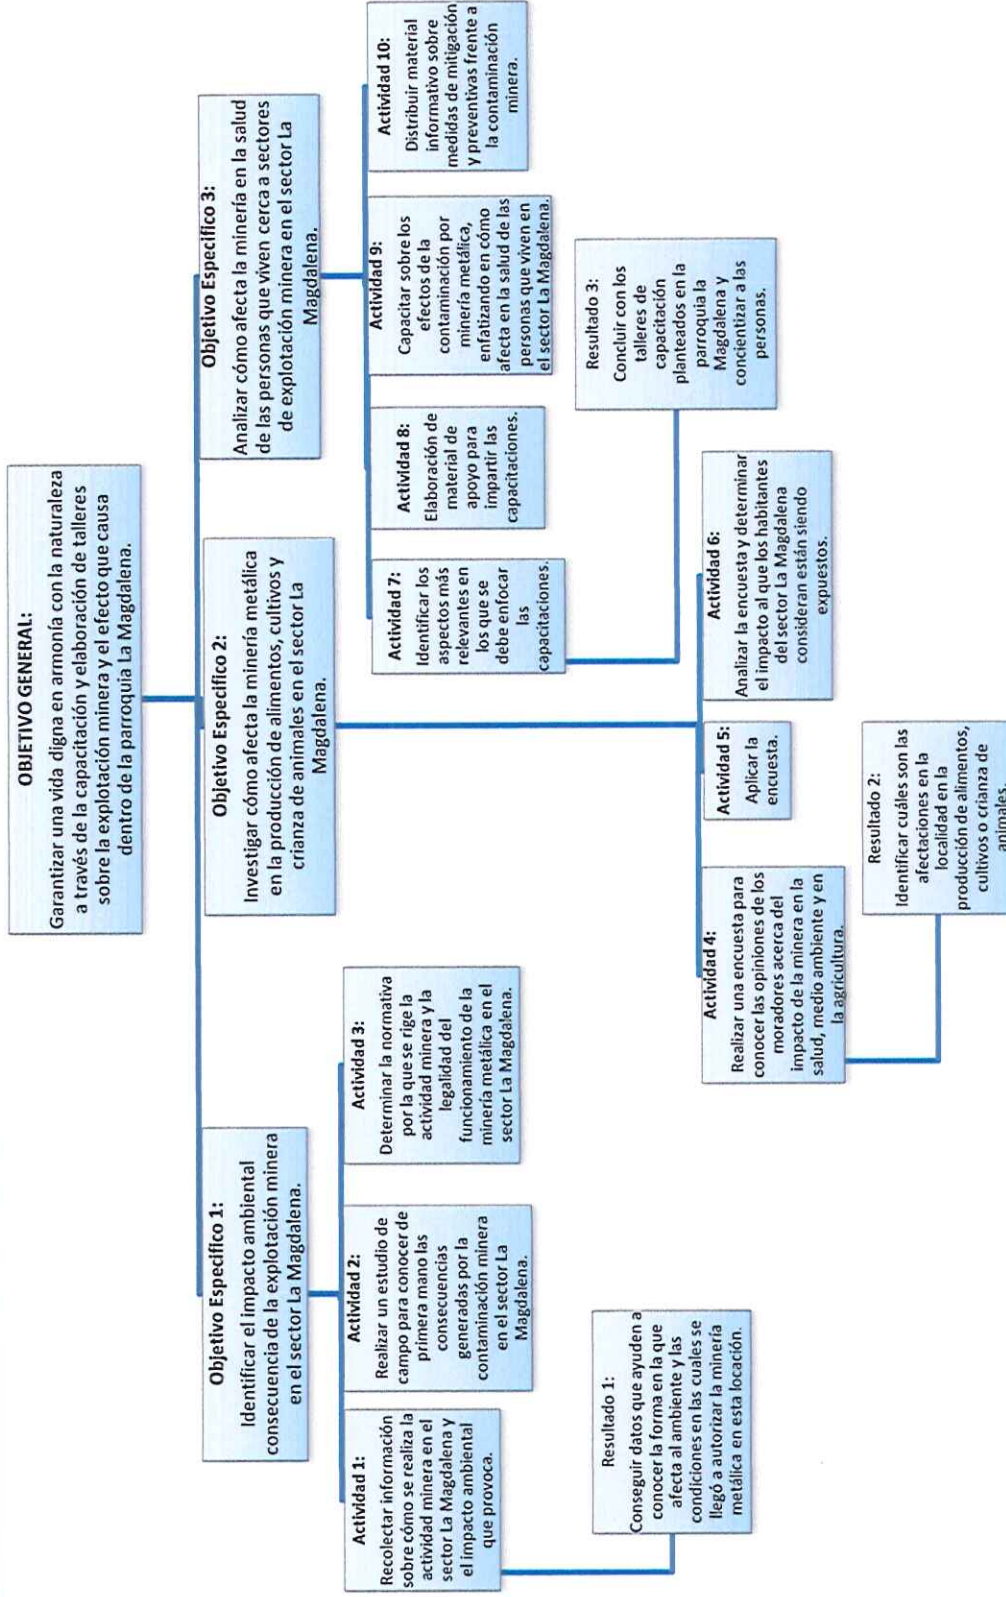 OBJETIVO GENERAL:
Garantizar una vida digna en armonía con la naturaleza
a través de la capacitación y elaboración de talleres
sobre la explotación minera y el efecto que causa
dentro de la parroquia La Magdalena.
Objetivo Especifico 1:
Identificar el impacto ambiental
consecuencia de la explotación minera
en el sector La Magdalena.
Actividad 1:
Recolectar información
sobre cómo se realiza la
actividad minera en el
sector La Magdalena y
el impacto ambiental
que provoca.
Actividad 2:
Realizar un estudio de
campo para conocer de
primera mano las
consecuencias
generadas por la
contaminación minera
en el sector La
Magdalena.
Actividad 3:
Determinar la normativa
por la que se rige la
actividad minera y la
legalidad del
funcionamiento de la
minería metálica en el
sector La Magdalena.
Resultado 1:
Conseguir datos que ayuden a
conocer la forma en la que
afecta al ambiente y las
condiciones en las cuales se
llegó a autorizar la minería
metálica en esta locación.
Objetivo Especifico 2:
Investigar cómo afecta la minería metálica
en la producción de alimentos, cultivos y
crianza de animales en el sector La
Magdalena.
Actividad 4:
Realizar una encuesta para
conocer las opiniones de los
moradores acerca del
impacto de la minera en la
salud, medio ambiente y en
la agricultura.
Actividad 5:
Aplicar la
encuesta.
Actividad 6:
Analizar la encuesta y determinar
el impacto al que los habitantes
del sector La Magdalena
consideran están siendo
expuestos.
Resultado 2:
Identificar cuáles son las
afectaciones en la
localidad en la
producción de alimentos,
cultivos o crianza de
animales.
Objetivo Especifico 3:
Analizar cómo afecta la minería en la salud
de las personas que viven cerca a sectores
de explotación minera en el sector La
Magdalena.
Actividad 7:
Identificar los
aspectos más
relevantes en
los que se
debe enfocar
las
capacitaciones.
Actividad 8:
Elaboración de
material de
apoyo para
impartir las
capacitaciones.
Actividad 9:
Capacitar sobre los
efectos de la
contaminación por
minería metálica,
enfatizando en cómo
afecta en la salud de las
personas que viven en
el sector La Magdalena.
Actividad 10:
Distribuir material
informativo sobre
medidas de mitigación
y preventivas frente a
la contaminación
minera.
Resultado 3:
Concluir con los
talleres de
capacitación
planteados en la
parroquia la
Magdalena y
concientizar a las
personas.